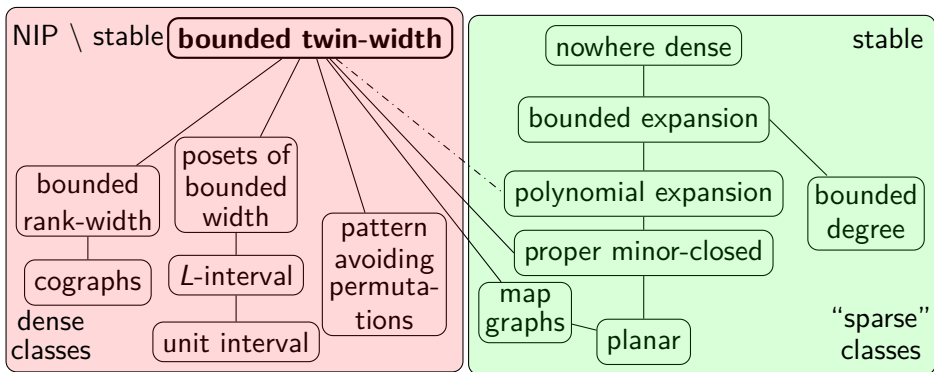 NIP \ stable
bounded twin-width
bounded
rank-width
cographs
posets of
bounded
width
L-interval
unit interval
pattern
avoiding
permuta-
tions
dense
classes
stable
nowhere dense
bounded expansion
polynomial expansion
bounded
degree
proper minor-closed
map
graphs
planar
“sparse”
classes